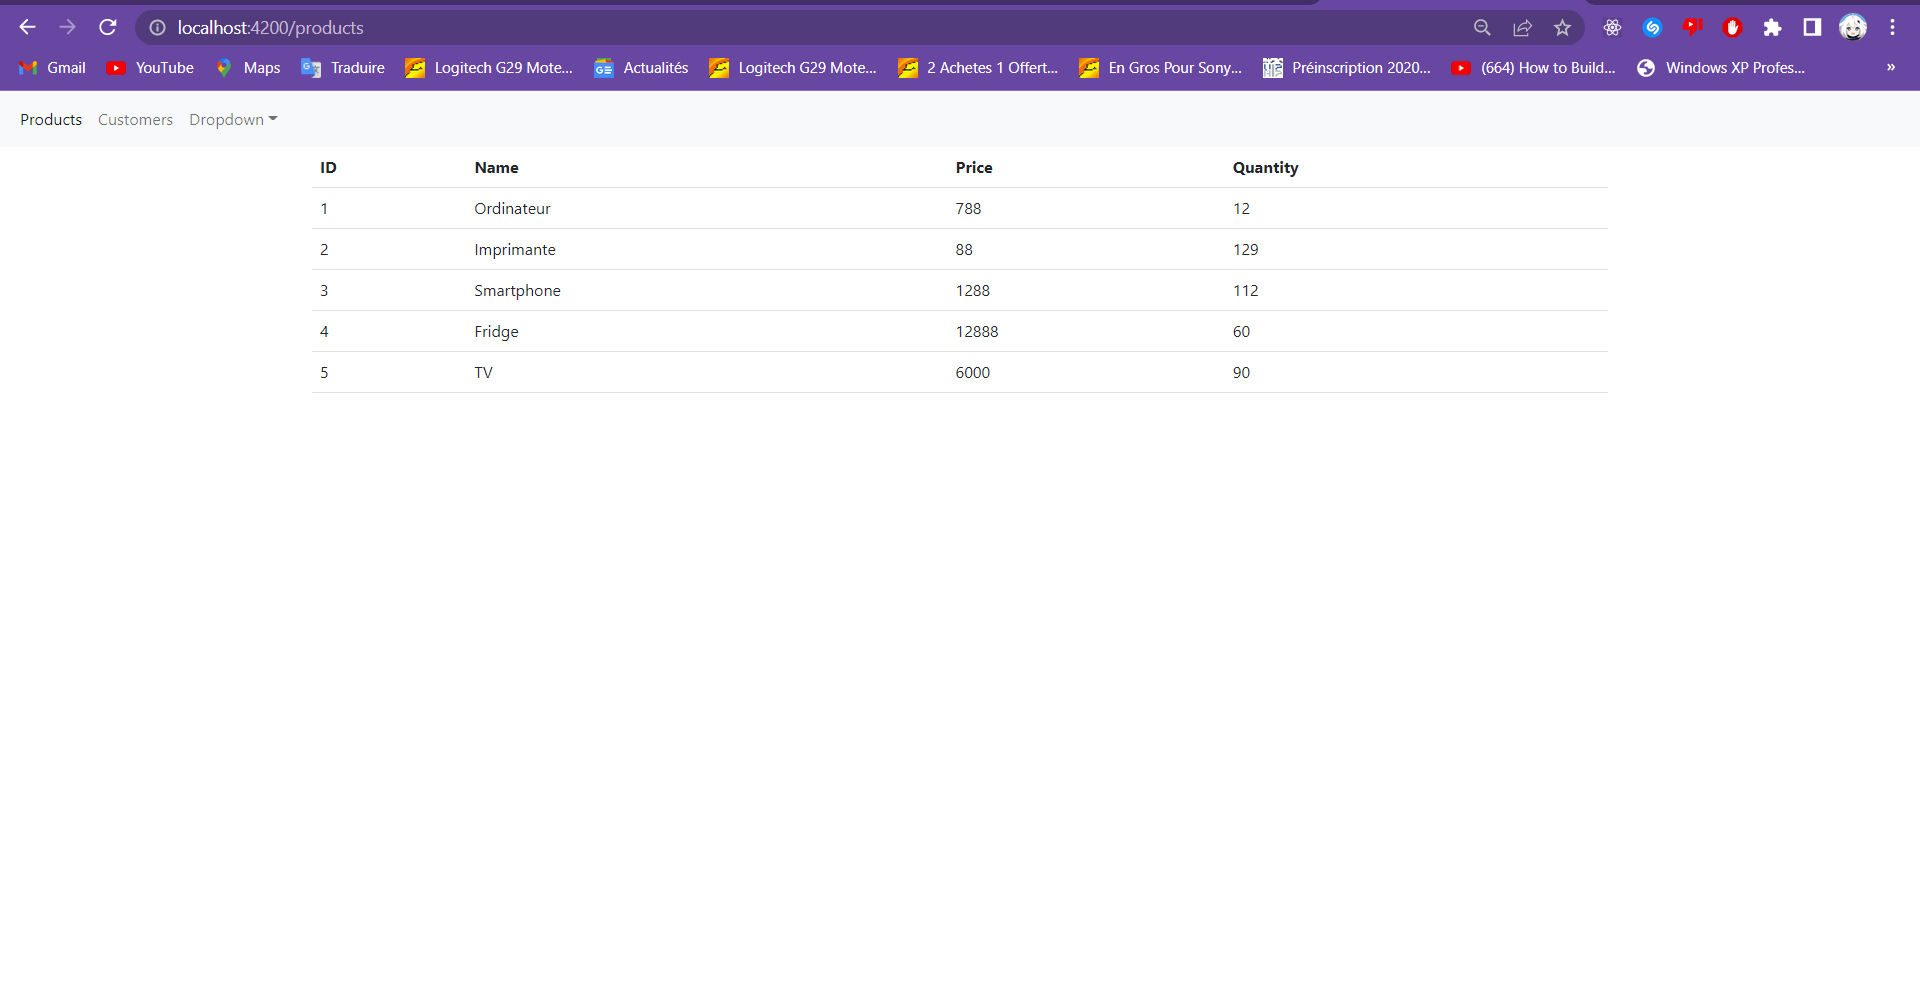 localhost:4200/products
Gmail YouTube Maps Traduire Logitech G29 Mote... Actualités Logitech G29 Mote... 2 Achetes 1 Offert... En Gros Pour Sony... Préinscription 2020... (664) How to Build... Windows XP Profes... »
Products Customers Dropdown
ID Name Price Quantity
1 Ordinateur 788 12
2 Imprimante 88 129
3 Smartphone 1288 112
4 Fridge 12888 60
5 TV 6000 90